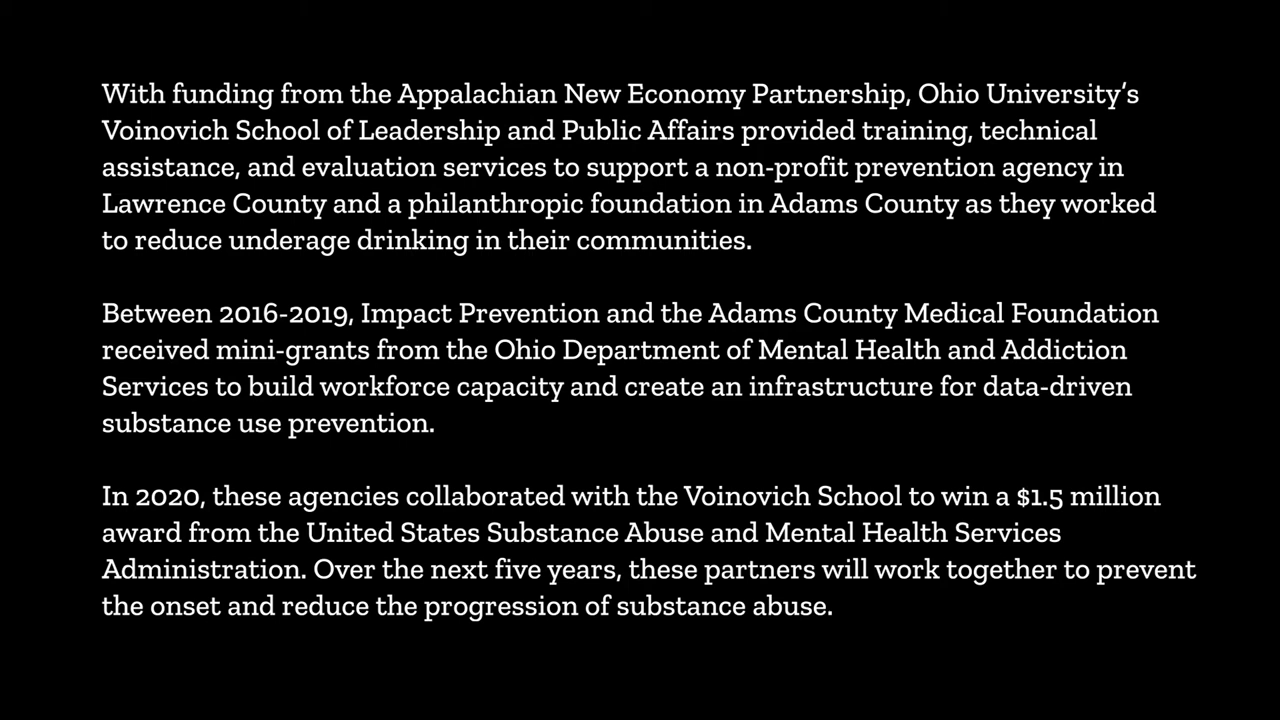 With funding from the Appalachian New Economy Partnership, Ohio University's
Voinovich School of Leadership and Public Affairs provided training, technical
assistance, and evaluation services to support a non-profit prevention agency in
Lawrence County and a philanthropic foundation in Adams County as they worked
to reduce underage drinking in their communities.
Between 2016-2019, Impact Prevention and the Adams County Medical Foundation
received mini-grants from the Ohio Department of Mental Health and Addiction
Services to build workforce capacity and create an infrastructure for data-driven
substance use prevention.
In 2020, these agencies collaborated with the Voinovich School to win a $1.5 million
award from the United States Substance Abuse and Mental Health Services
Administration. Over the next five years, these partners will work together to prevent
the onset and reduce the progression of substance abuse.